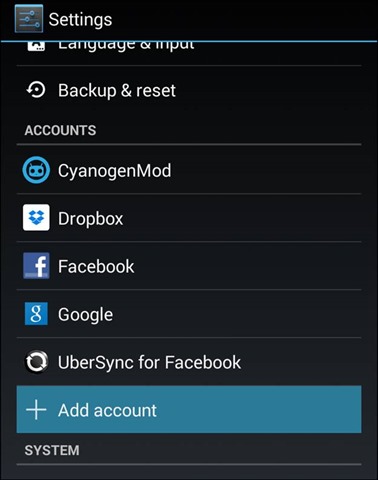 Settings
Language & input
Backup & reset
ACCOUNTS
CyanogenMod
Dropbox
Facebook
Google
UberSync for Facebook
Add account
SYSTEM